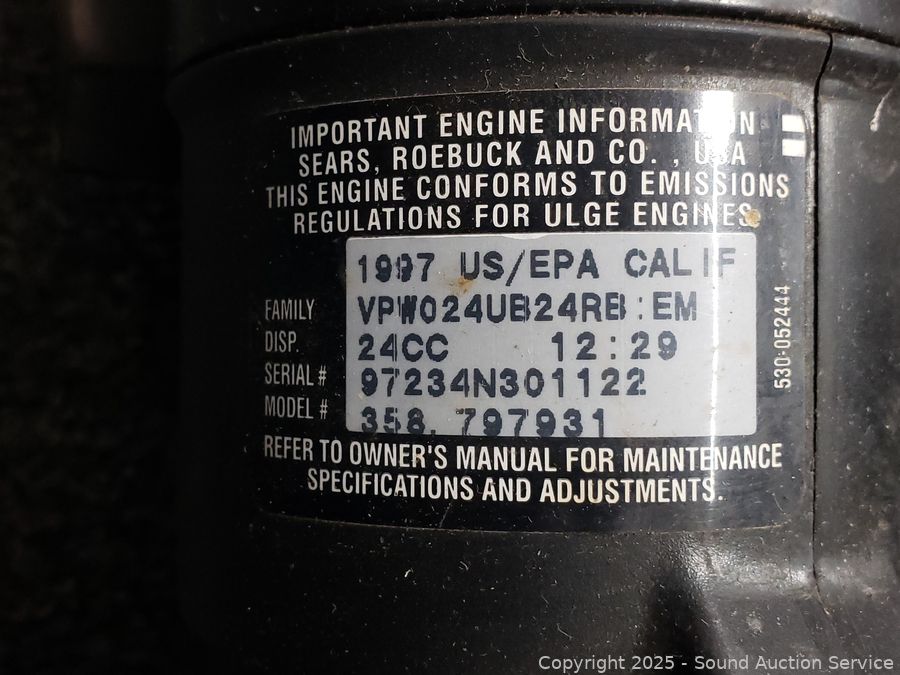 IMPORTANT ENGINE INFORMATION
SEARS, ROEBUCK AND CO. , USA
THIS ENGINE CONFORMS TO EMISSIONS
REGULATIONS FOR ULGE ENGINES.
1997 US/EPA CALIF
FAMILY VPW024UB24RB:EM
DISP. 24CC 12:29
SERIAL# 97234N301122
MODEL # 358.797931
REFER TO OWNER'S MANUAL FOR MAINTENANCE
SPECIFICATIONS AND ADJUSTMENTS.
530-052444
Copyright 2025 - Sound Auction Service